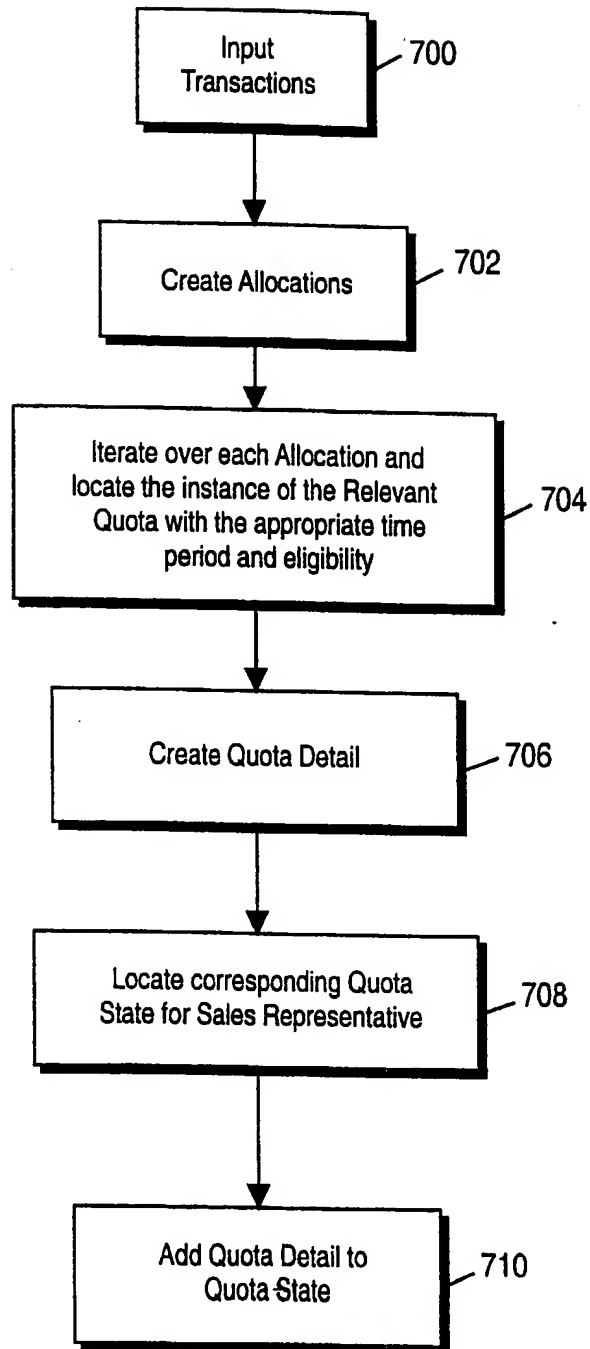 Input
Transactions
700
Create Allocations
702
Iterate over each Allocation and
locate the instance of the Relevant
Quota with the appropriate time
period and eligibility
704
Create Quota Detail
706
Locate corresponding Quota
State for Sales Representative
708
Add Quota Detail to
Quota State
710